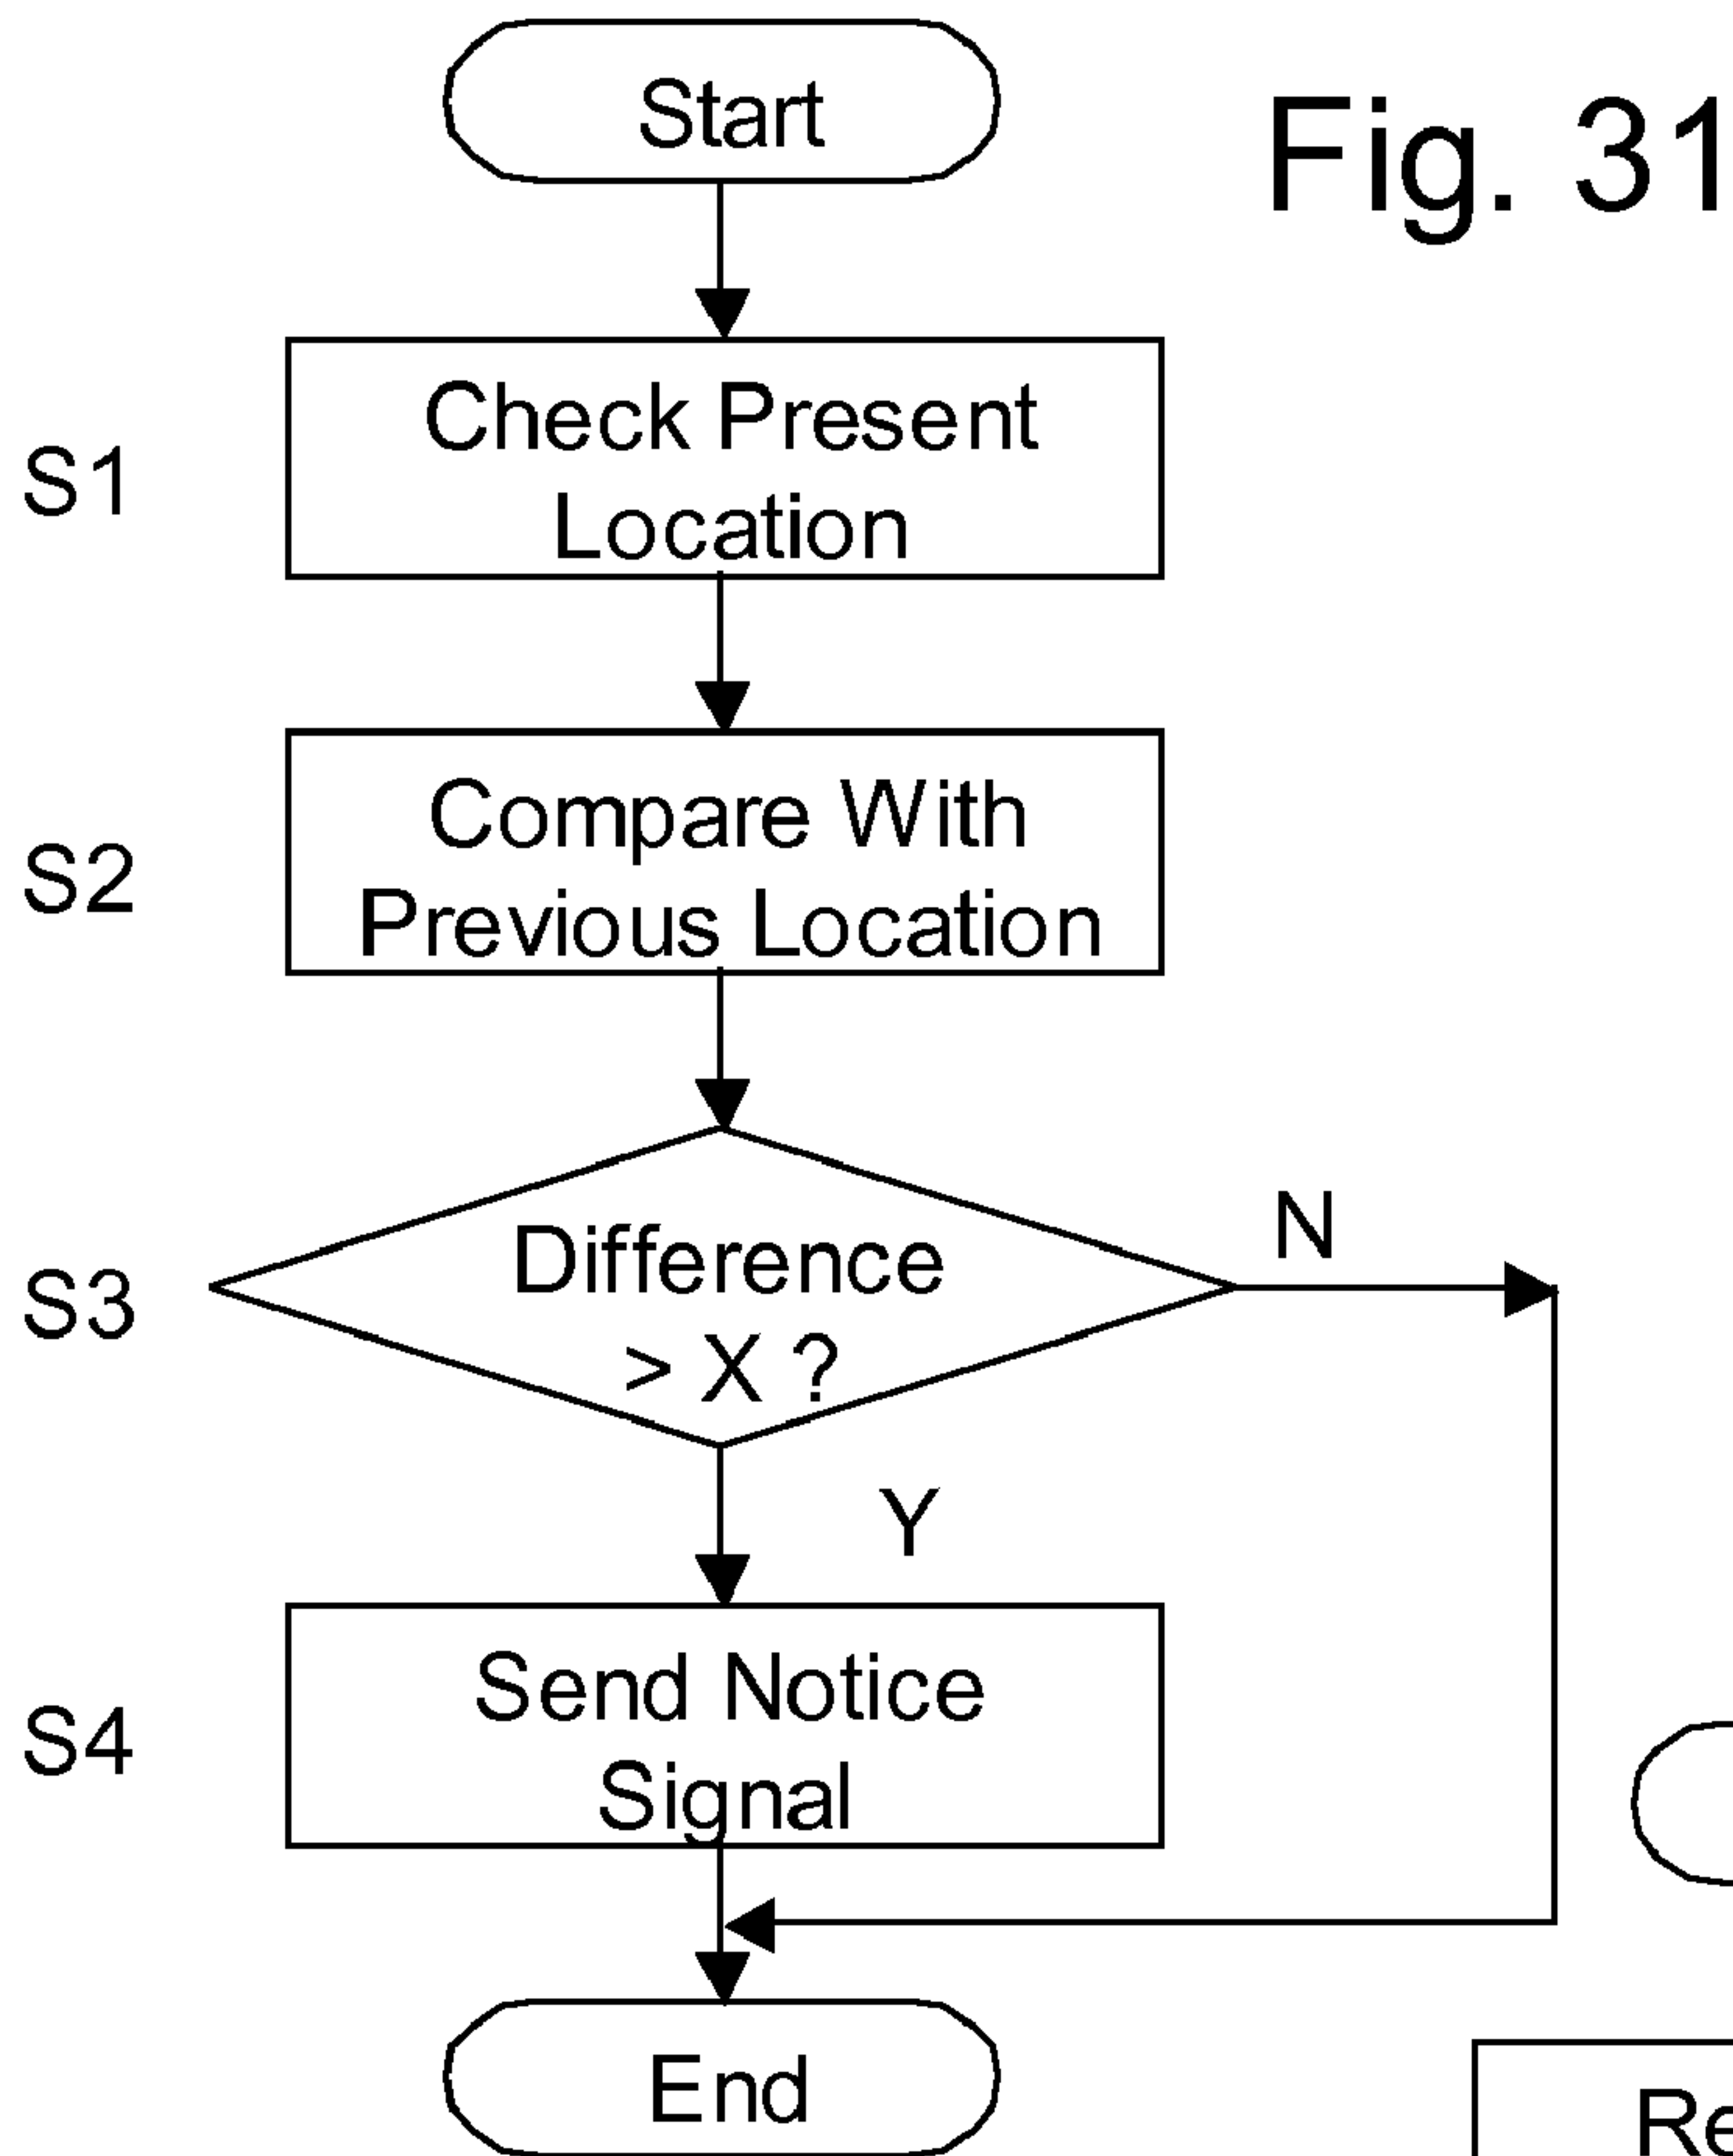 Start
Fig. 31
Check Present
Location
S1
Compare With
Previous Location
S2
Difference
> X ?
N
S3
Y
Send Notice
Signal
S4
End